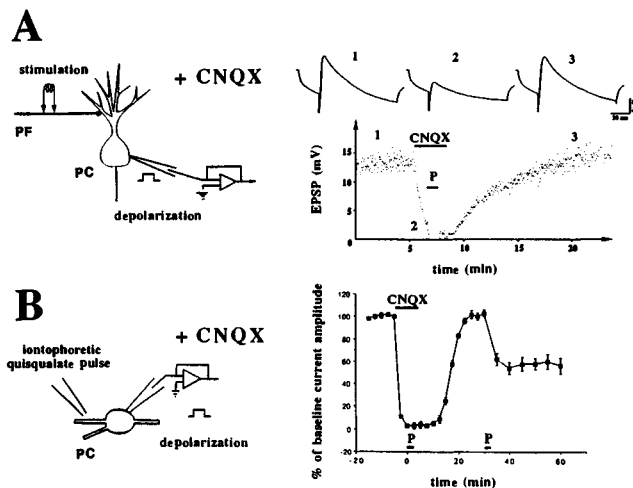 A
stimulation
+ CNQX
PF
PC
depolarization
1
2
3
1
CNQX
3
P
2
EPSP (mV)
15
10
5
0
0
5
10
15
20
time (min)
B
+ CNQX
iontophoretic
quisqualate pulse
PC
depolarization
CNQX
% of baseline current amplitude
120
100
80
60
40
20
0
-20
P
P
-20
0
20
40
60
time (min)